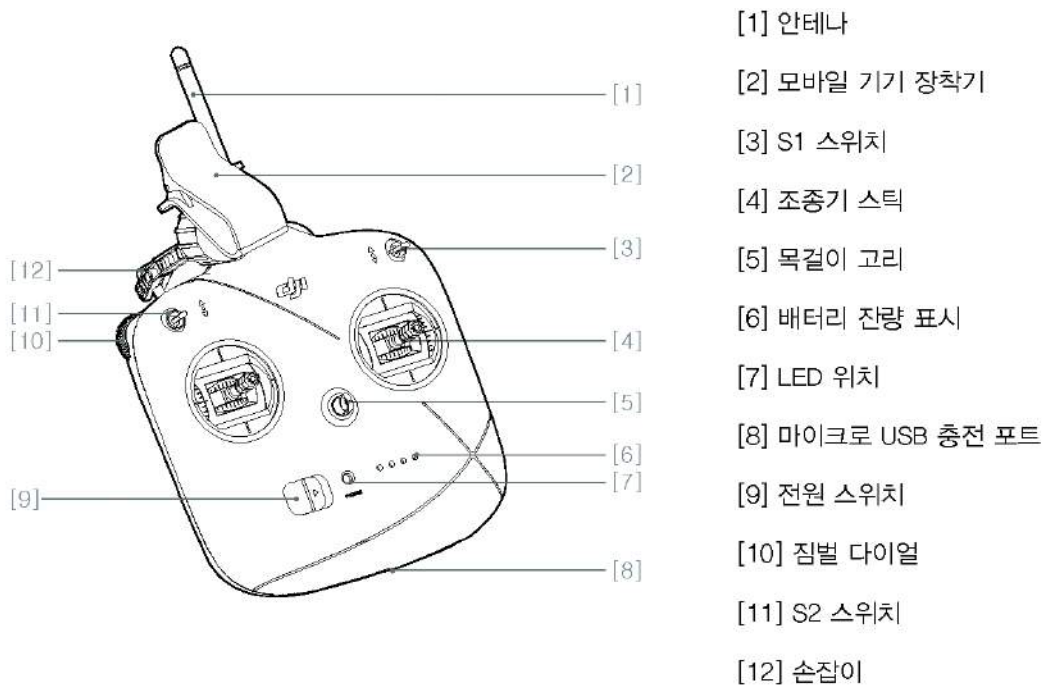 [1] 안테나
[2] 모바일 기기 장착기
[3] S1 스위치
[4] 조종기 스틱
[5] 목걸이 고리
[6] 배터리 잔량 표시
[7] LED 위치
[8] 마이크로 USB 충전 포트
[9] 전원 스위치
[10] 짐벌 다이얼
[11] S2 스위치
[12] 손잡이
[1]
[2]
[3]
[12]
[11]
[10]
[4]
[5]
[6]
[7]
[9]
[8]
dji